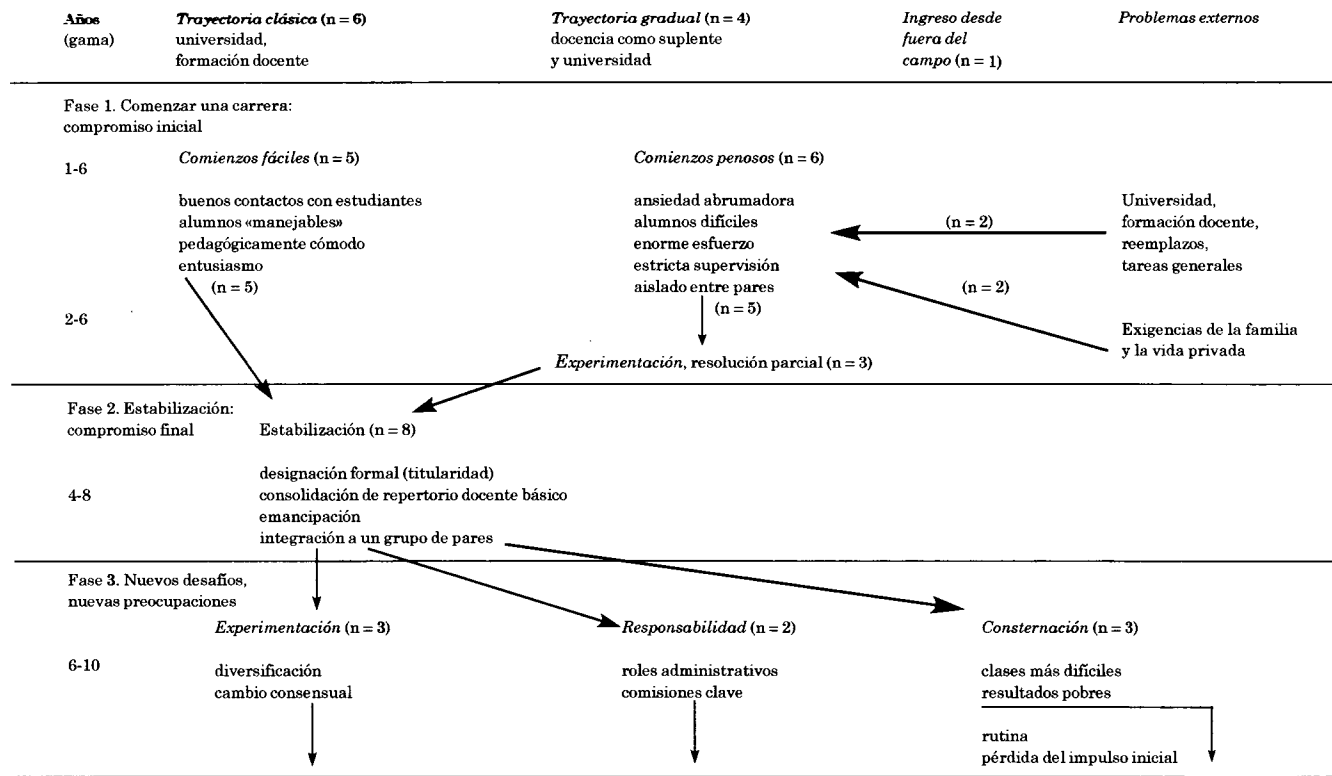 Años
(gama)
Trayectoria clásica (n = 6)
universidad,
formación docente
Trayectoria gradual (n = 4)
docencia como suplente
y universidad
Ingreso desde
fuera del
campo (n = 1)
Problemas externos
Fase 1. Comenzar una carrera:
compromiso inicial
1-6
Comienzos fáciles (n = 5)
buenos contactos con estudiantes
alumnos «manejables»
pedagógicamente cómodo
entusiasmo
(n = 5)
Comienzos penosos (n = 6)
ansiedad abrumadora
alumnos difíciles
enorme esfuerzo
estricta supervisión
aislado entre pares
(n = 5)
(n = 2)
Universidad,
formación docente,
reemplazos,
tareas generales
(n = 2)
2-6
Exigencias de la familia
y la vida privada
Experimentación, resolución parcial (n = 3)
Fase 2. Estabilización:
compromiso final
Estabilización (n = 8)
4-8
designación formal (titularidad)
consolidación de repertorio docente básico
emancipación
integración a un grupo de pares
Fase 3. Nuevos desafíos,
nuevas preocupaciones
6-10
Experimentación (n = 3)
diversificación
cambio consensual
Responsabilidad (n = 2)
roles administrativos
comisiones clave
Consternación (n = 3)
clases más difíciles
resultados pobres
rutina
pérdida del impulso inicial